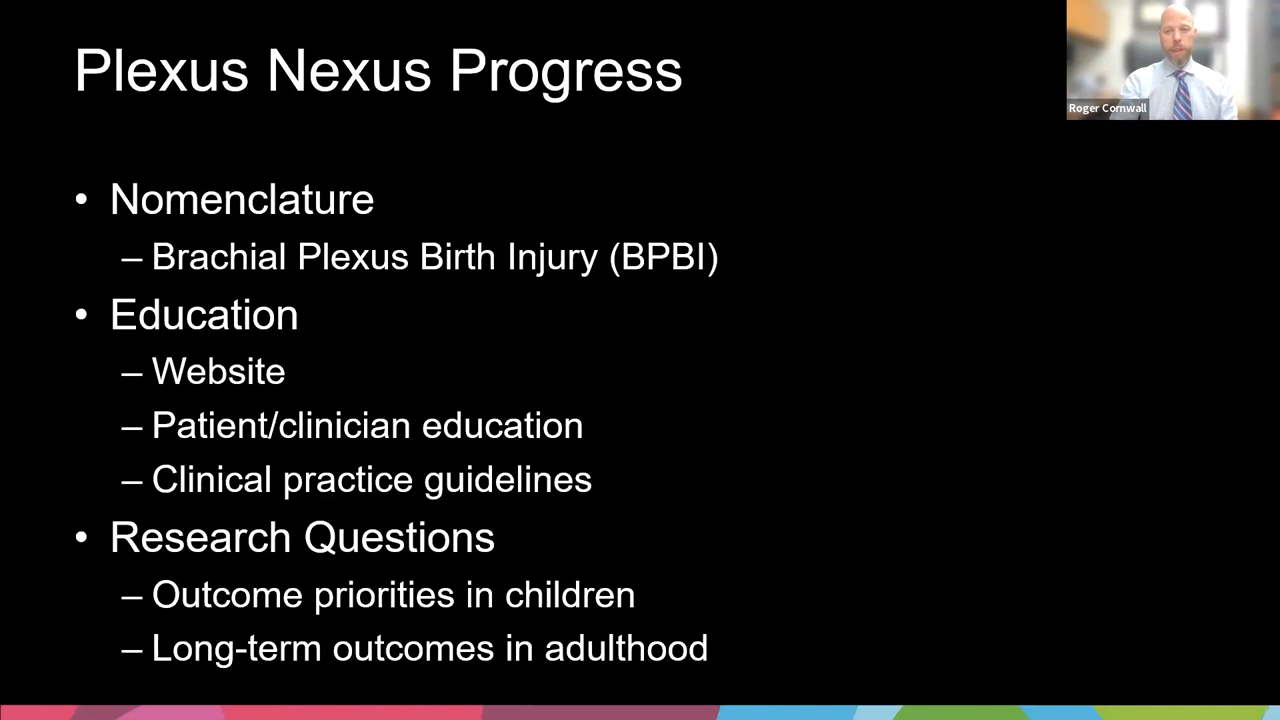 Plexus Nexus Progress
Roger Cornwall
• Nomenclature
– Brachial Plexus Birth Injury (BPBI)
• Education
– Website
– Patient/clinician education
– Clinical practice guidelines
• Research Questions
– Outcome priorities in children
– Long-term outcomes in adulthood